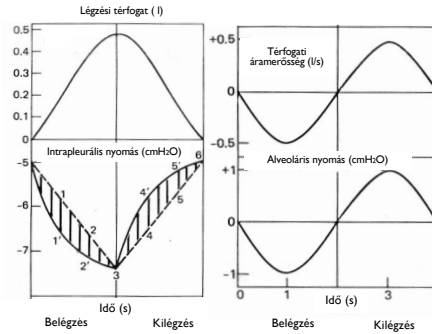 Légzési térfogat ( l)
0.5
0.4
0.3
0.2
0.1
0
Intrapleurális nyomás (cmH2O)
-5
-6
-7
1
2
1'
2'
3
4'
5'
4
5
6
Idő (s)
Belégzés Kilégzés
+0.5
Térfogati
áramerősség (l/s)
0
-0.5
Alveoláris nyomás(cmH2O)
+1
0
-1
0 1 3
Idő (s)
Belégzés Kilégzés